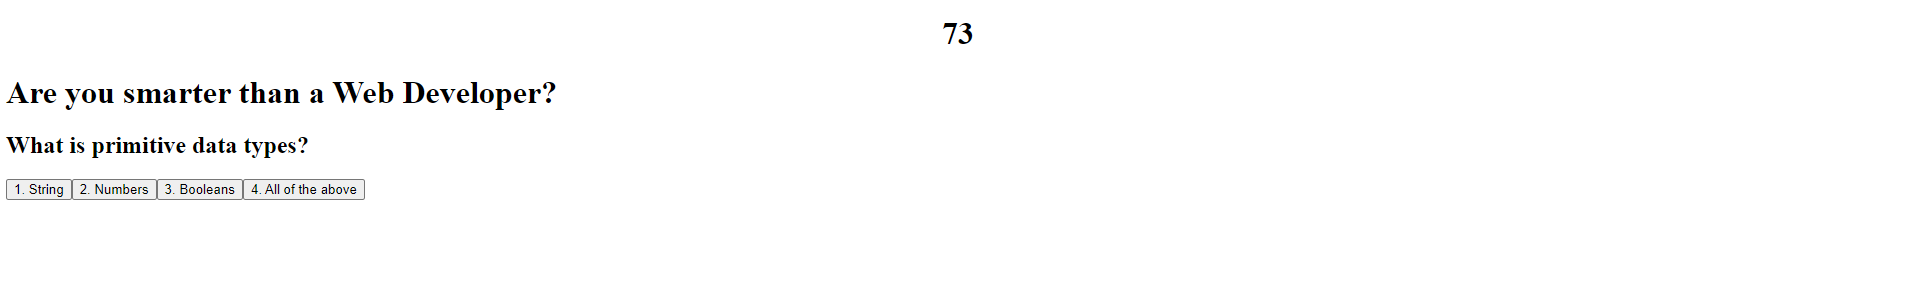 73
Are you smarter than a Web Developer?
What is primitive data types?
1. String 2. Numbers 3. Booleans 4. All of the above